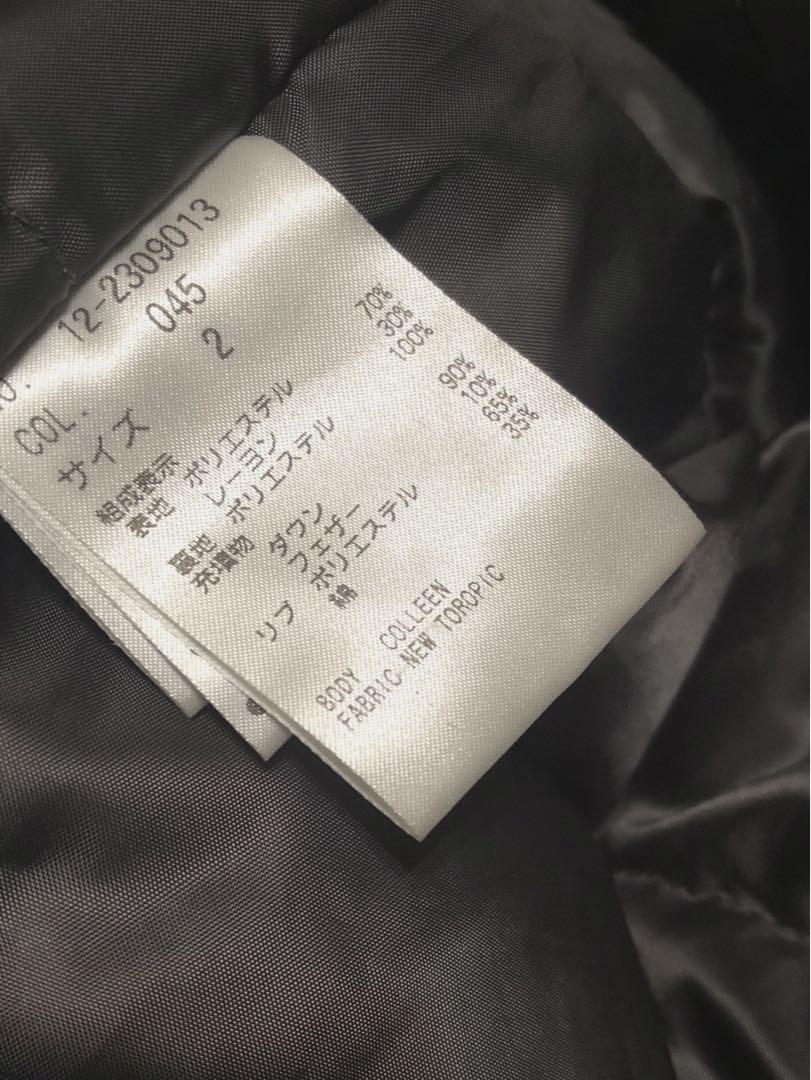 12-2309013
COL. 045
サイズ 2
組成表示
表地 ポリエステル 70%
レーヨン 30%
裏地 ポリエステル 100%
充填物 ダウン 90%
フェザー 10%
リブ ポリエステル 65%
綿 35%
BODY COLLEEN
FABRIC NEW TOROPIC